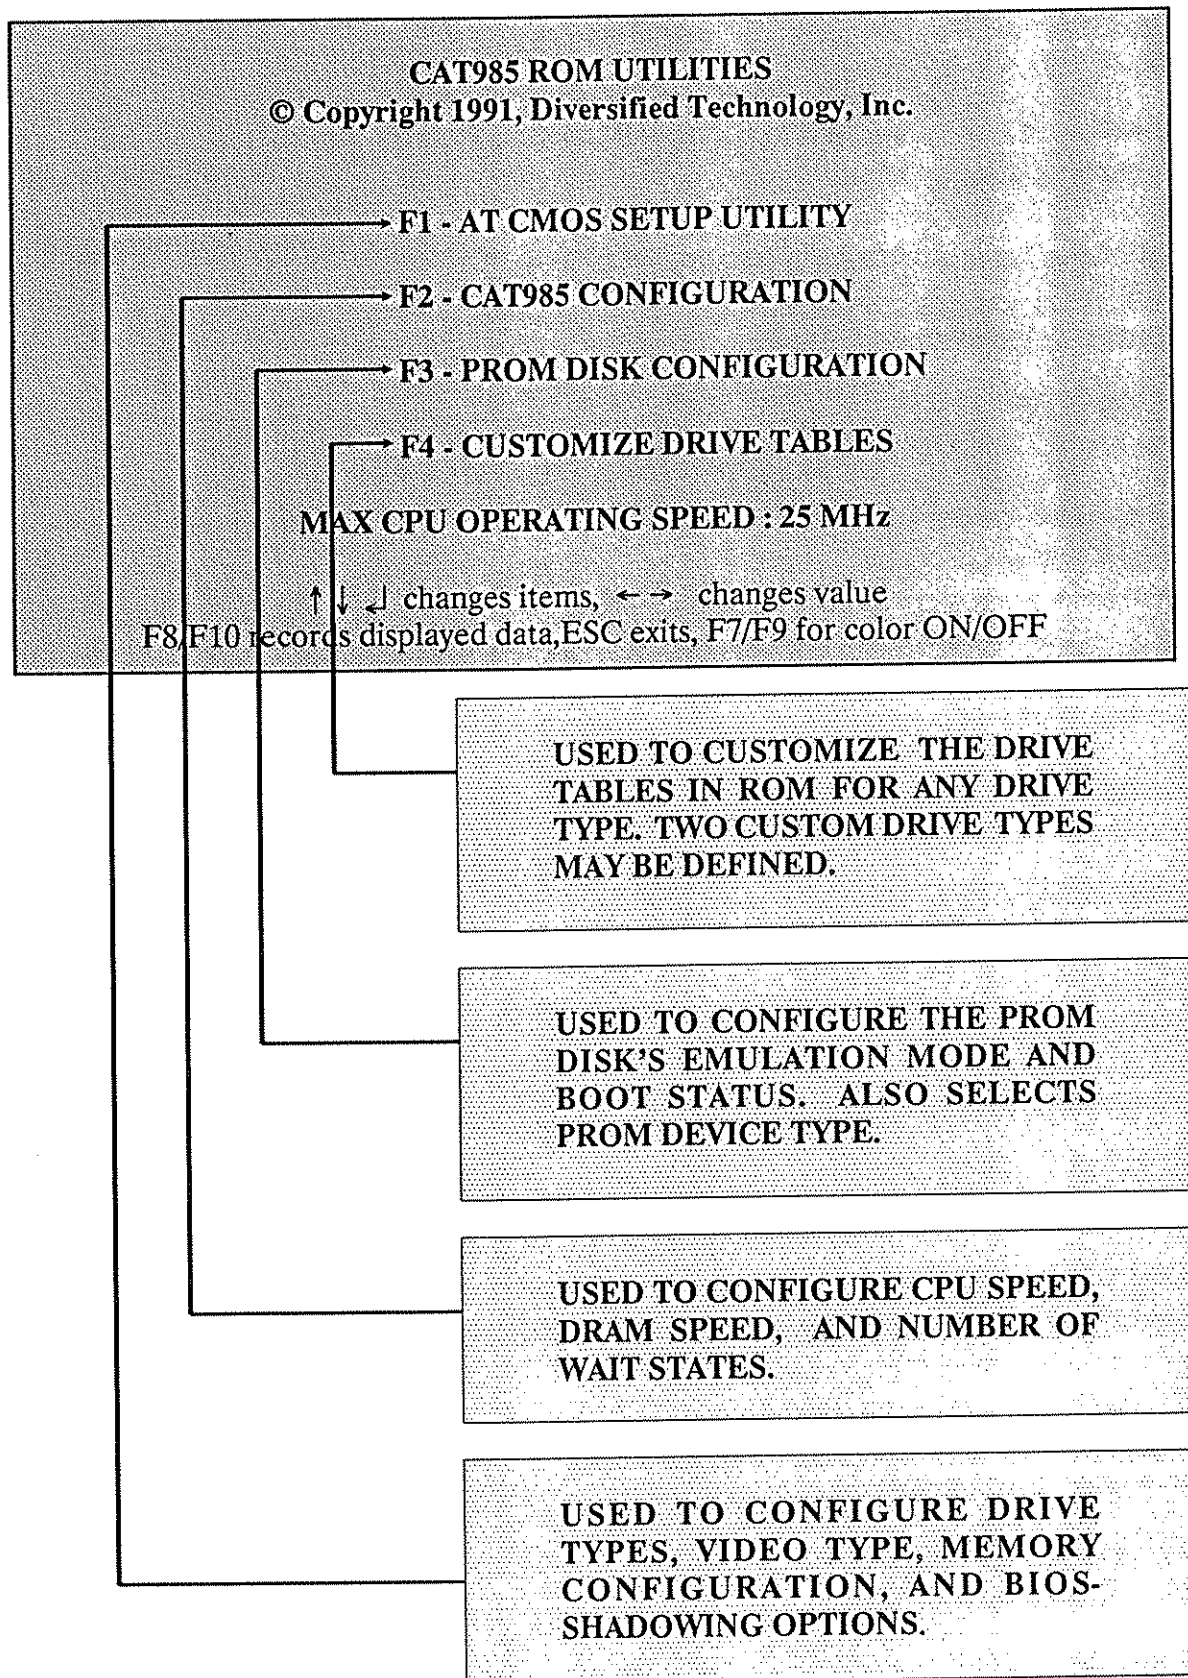 CAT985 ROM UTILITIES
© Copyright 1991, Diversified Technology, Inc.
F1 - AT CMOS SETUP UTILITY
F2 - CAT985 CONFIGURATION
F3 - PROM DISK CONFIGURATION
F4 - CUSTOMIZE DRIVE TABLES
MAX CPU OPERATING SPEED : 25 MHz
↑ ↓ ↵ changes items, ← → changes value
F8/F10 records displayed data,ESC exits, F7/F9 for color ON/OFF
USED TO CUSTOMIZE THE DRIVE
TABLES IN ROM FOR ANY DRIVE
TYPE. TWO CUSTOM DRIVE TYPES
MAY BE DEFINED.
USED TO CONFIGURE THE PROM
DISK'S EMULATION MODE AND
BOOT STATUS. ALSO SELECTS
PROM DEVICE TYPE.
USED TO CONFIGURE CPU SPEED,
DRAM SPEED, AND NUMBER OF
WAIT STATES.
USED TO CONFIGURE DRIVE
TYPES, VIDEO TYPE, MEMORY
CONFIGURATION, AND BIOS-
SHADOWING OPTIONS.